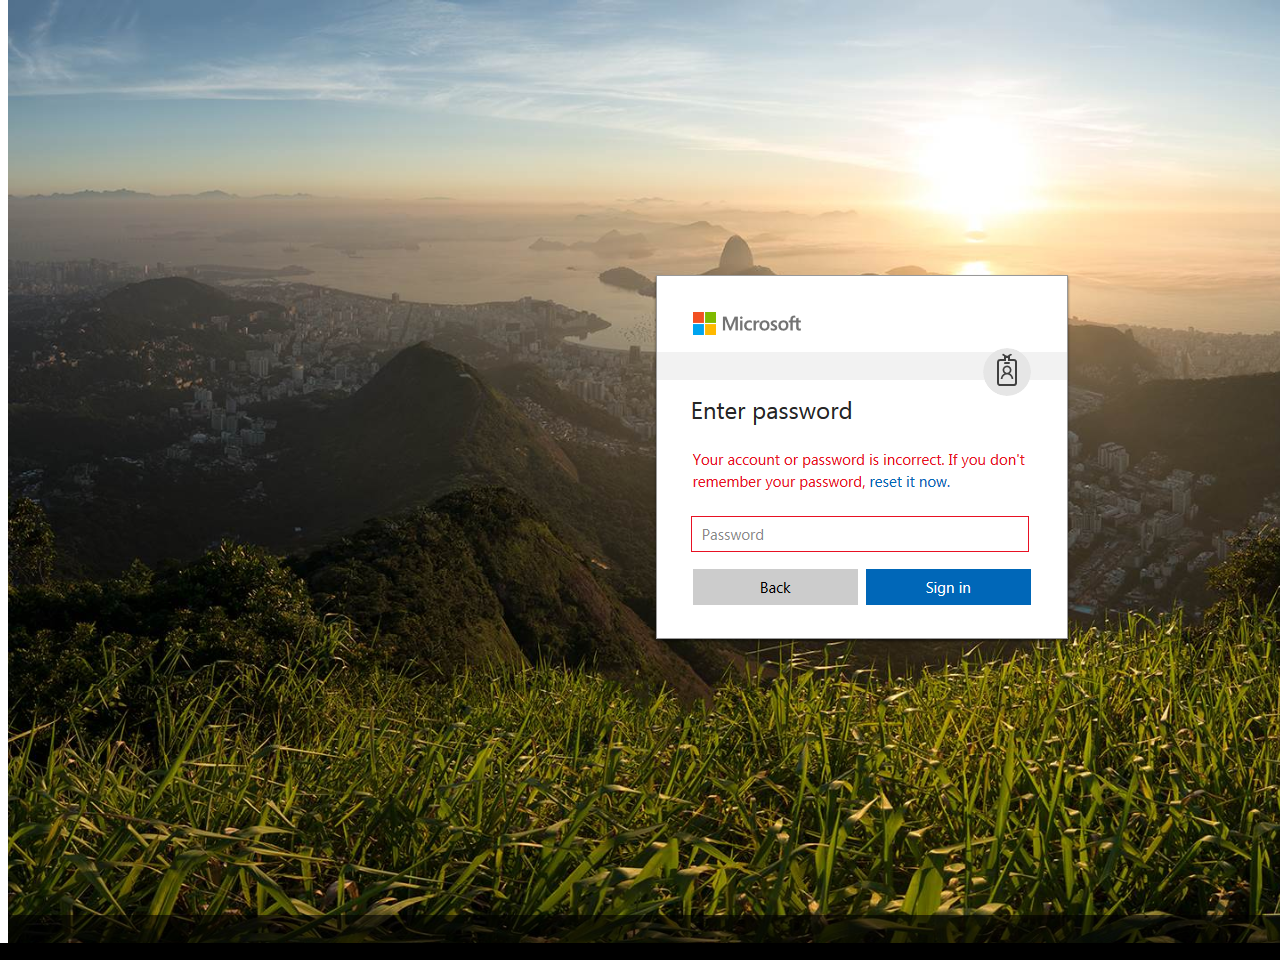 Microsoft
Enter password
Your account or password is incorrect. If you don't
remember your password, reset it now.
Password
Back Sign in